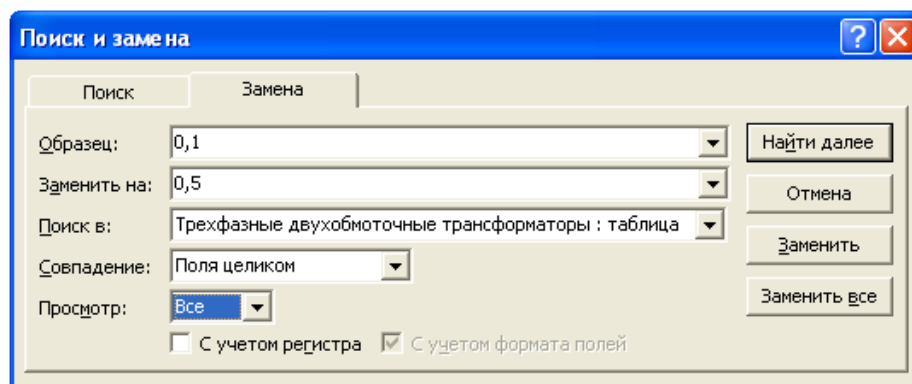 Поиск и замена
Поиск
Замена
Образец: 0,1 Найти далее
Заменить на: 0,5 Отмена
Поиск в: Трехфазные двухобмоточные трансформаторы : таблица Заменить
Совпадение: Поля целиком
Просмотр: Все Заменить все
С учетом регистра С учетом формата полей